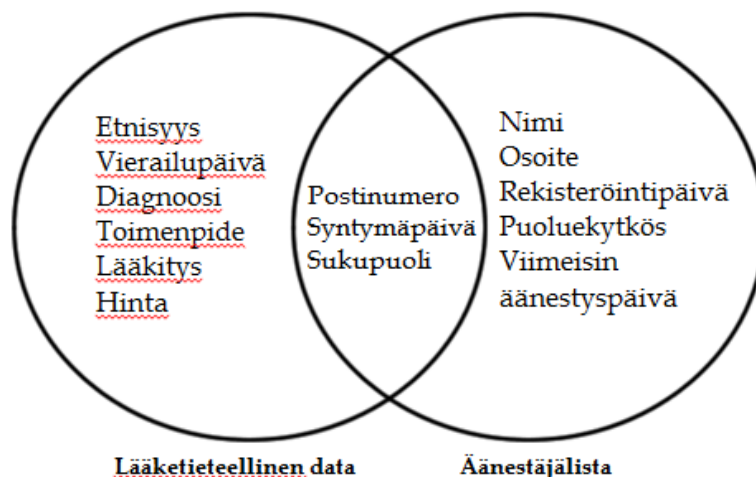 Etnisyys
Vierailupäivä
Diagnoosi
Toimenpide
Lääkitys
Hinta
Postinumero
Syntymäpäivä
Sukupuoli
Nimi
Osoite
Rekisteröintipäivä
Puoluekytkös
Viimeisin
äänestyspäivä
Lääketieteellinen data
Äänestäjälista